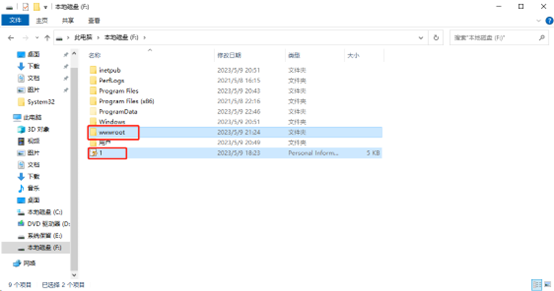 本地磁盘 (F:)
文件 主页 共享 查看
此电脑 本地磁盘 (F:) 搜索"本地磁盘 (F:)"
名称 修改日期 类型 大小
桌面
下载
文档
图片
System32
此电脑
3D 对象
视频
图片
文档
下载
音乐
桌面
本地磁盘 (C:)
DVD 驱动器 (D:
系统保留 (E:)
本地磁盘 (F:)
网络
inetpub 2023/5/9 20:51 文件夹
PerfLogs 2021/5/8 16:15 文件夹
Program Files 2023/5/9 20:43 文件夹
Program Files (x86) 2021/5/8 22:16 文件夹
ProgramData 2021/5/8 22:46 文件夹
Windows 2023/5/9 20:51 文件夹
wwwroot 2023/5/9 21:24 文件夹
用户 2023/5/9 20:49 文件夹
1 2023/5/9 18:23 Personal Inform... 5 KB
9 个项目 已选择 2 个项目